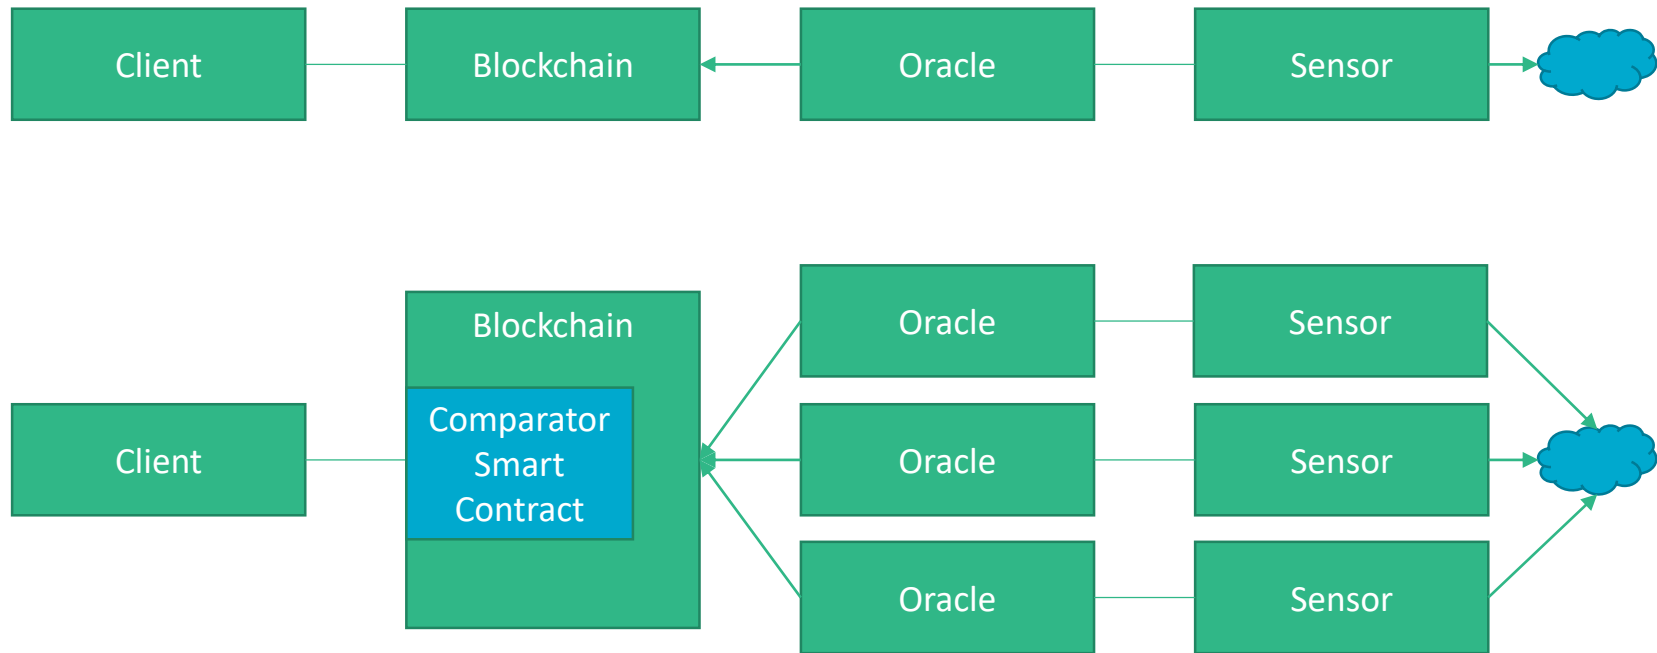 Client
Blockchain
Oracle
Sensor
Blockchain
Oracle
Sensor
Client
Comparator
Smart
Contract
Oracle
Sensor
Oracle
Sensor